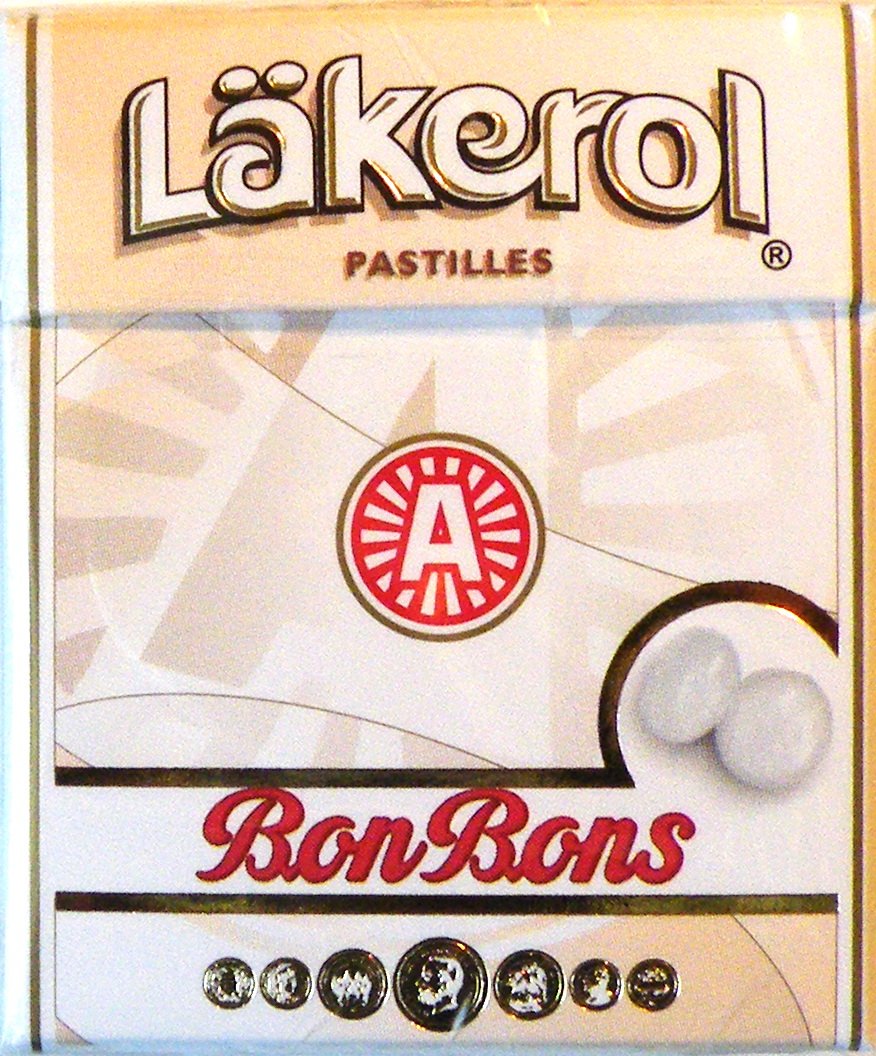 Läkerol
PASTILLES
®
A
BonBons